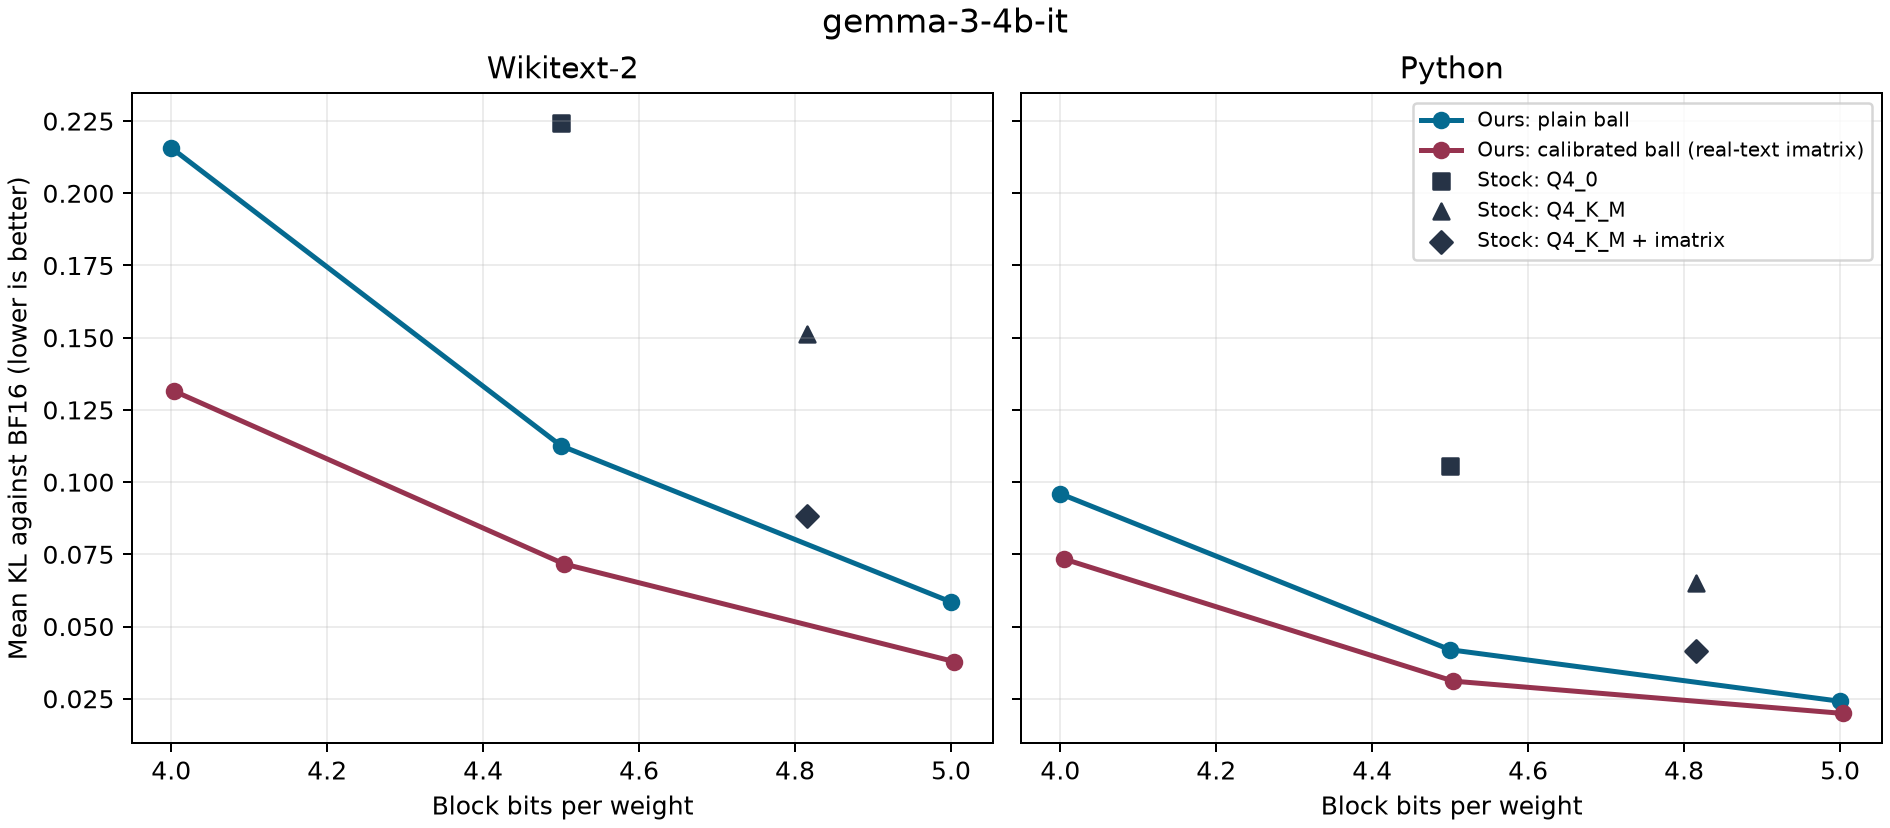 gemma-3-4b-it
Wikitext-2
Mean KL against BF16 (lower is better)
0.225
0.200
0.175
0.150
0.125
0.100
0.075
0.050
0.025
4.0 4.2 4.4 4.6 4.8 5.0
Block bits per weight
Python
Ours: plain ball
Ours: calibrated ball (real-text imatrix)
Stock: Q4_0
Stock: Q4_K_M
Stock: Q4_K_M + imatrix
4.0 4.2 4.4 4.6 4.8 5.0
Block bits per weight